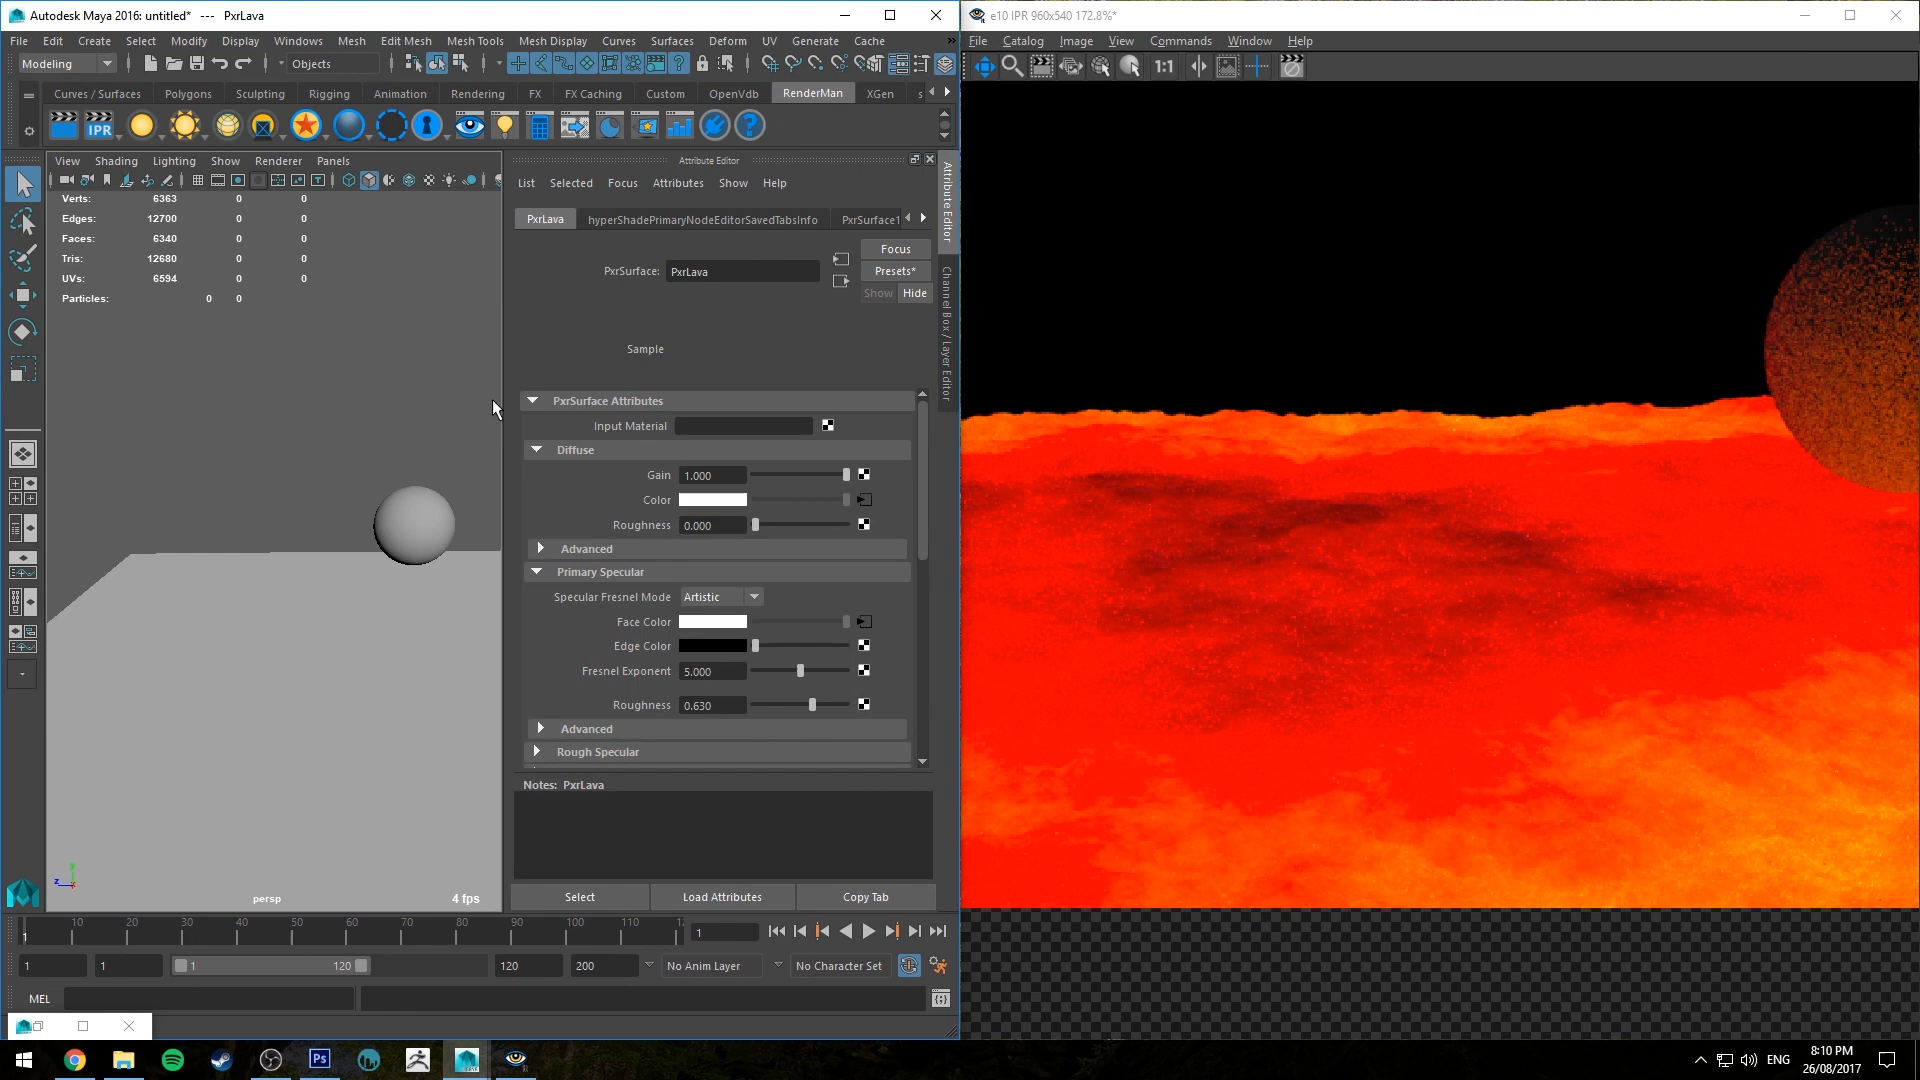 Autodesk Maya 2016: untitled* --- PxrLava
File Edit Create Select Modify Display Windows Mesh Edit Mesh Mesh Tools Mesh Display Curves Surfaces Deform UV Generate Cache
Modeling Objects
Curves / Surfaces Polygons Sculpting Rigging Animation Rendering FX FX Caching Custom OpenVdb RenderMan XGen s
IPR
View Shading Lighting Show Renderer Panels
Verts: 6363 0 0
Edges: 12700 0 0
Faces: 6340 0 0
Tris: 12680 0 0
UVs: 6594 0 0
Particles: 0 0
persp
4 fps
Attribute Editor
List Selected Focus Attributes Show Help
PxrLava hyperShadePrimaryNodeEditorSavedTabsInfo PxrSurface1
Focus
PxrSurface: PxrLava
Presets*
Show Hide
Sample
PxrSurface Attributes
Input Material
Diffuse
Gain 1.000
Color
Roughness 0.000
Advanced
Primary Specular
Specular Fresnel Mode Artistic
Face Color
Edge Color
Fresnel Exponent 5.000
Roughness 0.630
Advanced
Rough Specular
Notes: PxrLava
Select Load Attributes Copy Tab
Attribute Editor
Channel Box / Layer Editor
10 20 30 40 50 60 70 80 90 100 110
1
1
1 1 1 120 120 200 No Anim Layer No Character Set
MEL
e10 IPR 960x540 172.8%*
File Catalog Image View Commands Window Help
1:1
Ps
ENG
8:10 PM
26/08/2017